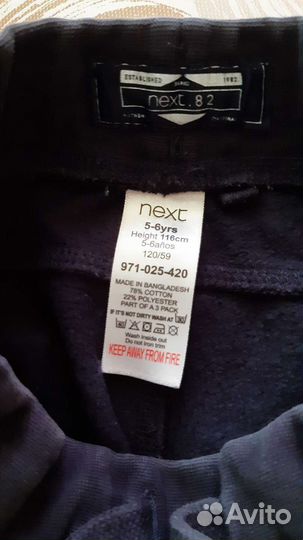 ESTABLISHED 1982
next.82
next
5-6yrs
Height 116cm
5-6años
120/59
971-025-420
MADE IN BANGLADESH
78% COTTON
22% POLYESTER
PART OF A 3 PACK
IF IT'S NOT DIRTY WASH AT 30
Wash inside out
Do not iron trim
KEEP AWAY FROM FIRE
Avito